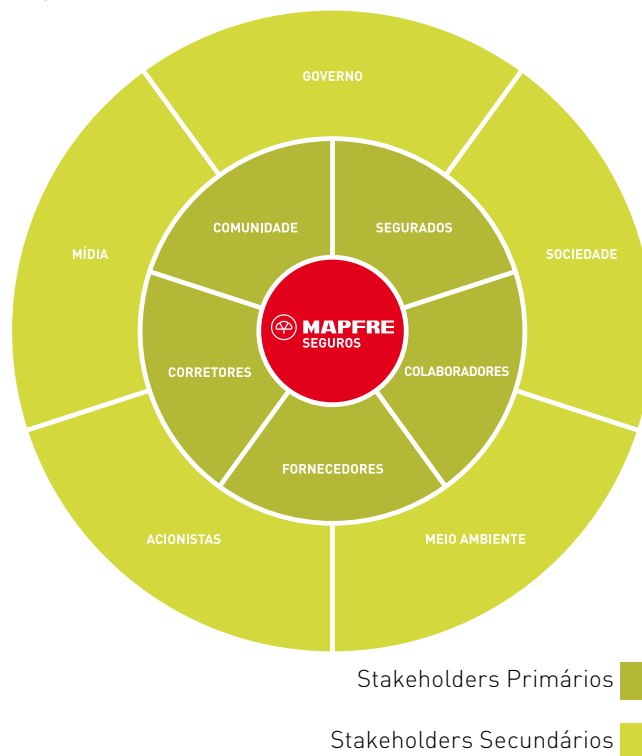 GOVERNO
COMUNIDADE
SEGURADOS
MÍDIA
SOCIEDADE
MAPFRE
SEGUROS
CORRETORES
COLABORADORES
FORNECEDORES
ACIONISTAS
MEIO AMBIENTE
Stakeholders Primários
Stakeholders Secundários